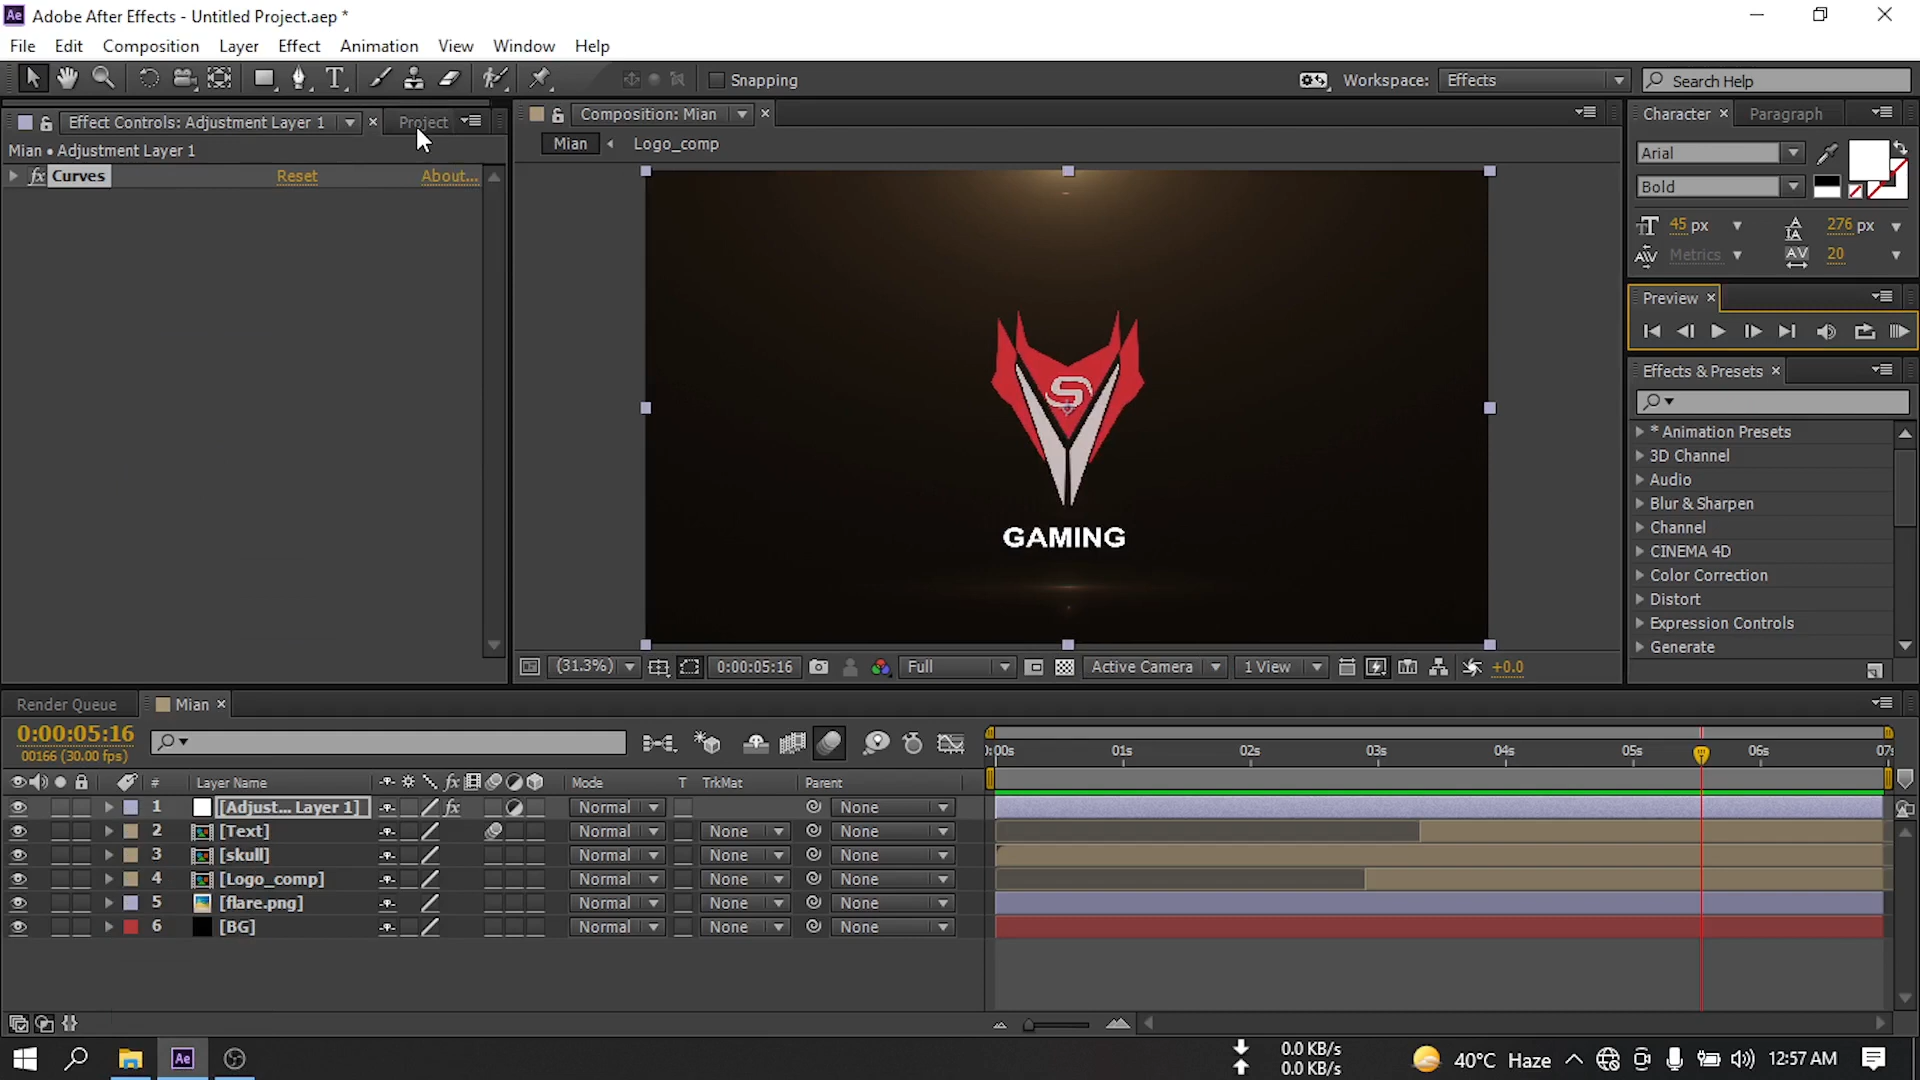 Ae Adobe After Effects - Untitled Project.aep *
File Edit Composition Layer Effect Animation View Window Help
Snapping Workspace: Effects Search Help
Effect Controls: Adjustment Layer 1 Project
Mian • Adjustment Layer 1
fx Curves Reset About...
Composition: Mian
Mian Logo_comp
S
GAMING
(31.3%) 0:00:05:16 Full Active Camera 1 View +0.0
Character Paragraph
Arial
Bold
45 px 276 px
Metrics 20
Preview
Effects & Presets
* Animation Presets
3D Channel
Audio
Blur & Sharpen
Channel
CINEMA 4D
Color Correction
Distort
Expression Controls
Generate
Render Queue Mian
0:00:05:16
00166 (30.00 fps)
):00s 01s 02s 03s 04s 05s 06s 07s
# Layer Name fx Mode T TrkMat Parent
1 [Adjust... Layer 1] fx Normal None
2 [Text] Normal None None
3 [skull] Normal None None
4 [Logo_comp] Normal None None
5 [flare.png] Normal None None
6 [BG] Normal None None
Ae 0.0 KB/s 40°C Haze 12:57 AM
0.0 KB/s